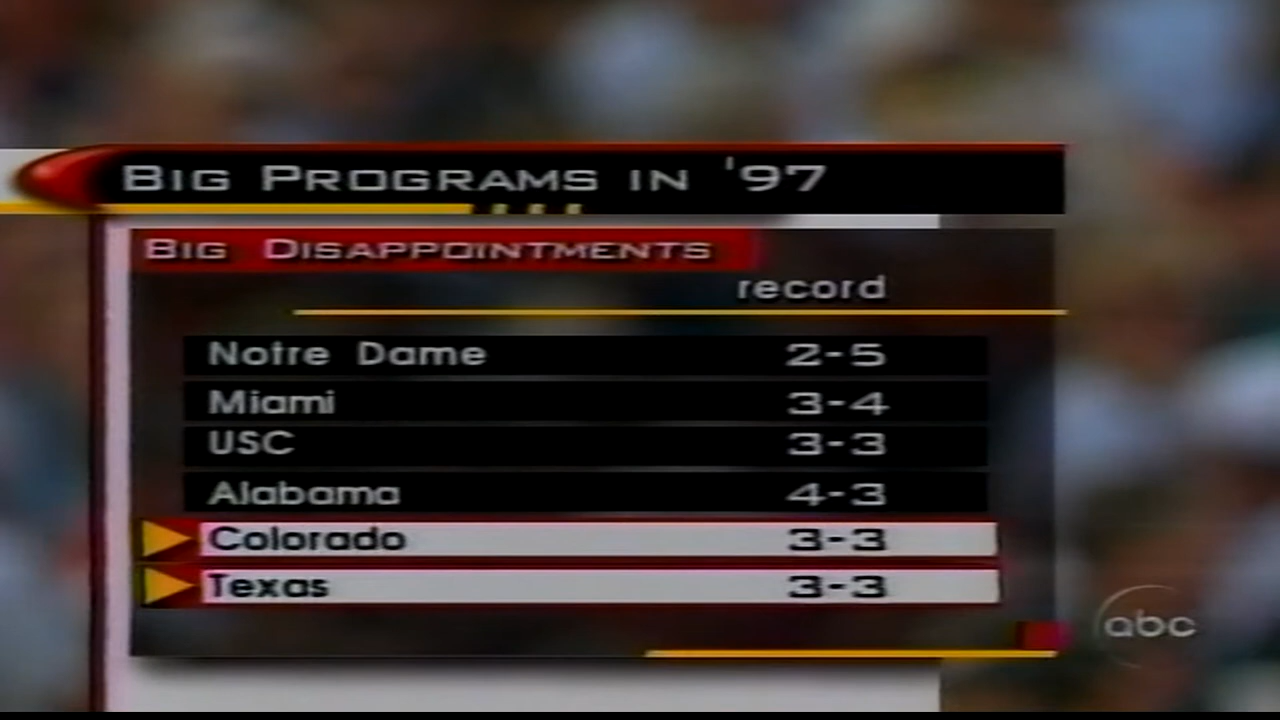 BIG PROGRAMS IN '97
BIG DISAPPOINTMENTS
record
Notre Dame 2-5
Miami 3-4
USC 3-3
Alabama 4-3
Colorado 3-3
Texas 3-3
abc